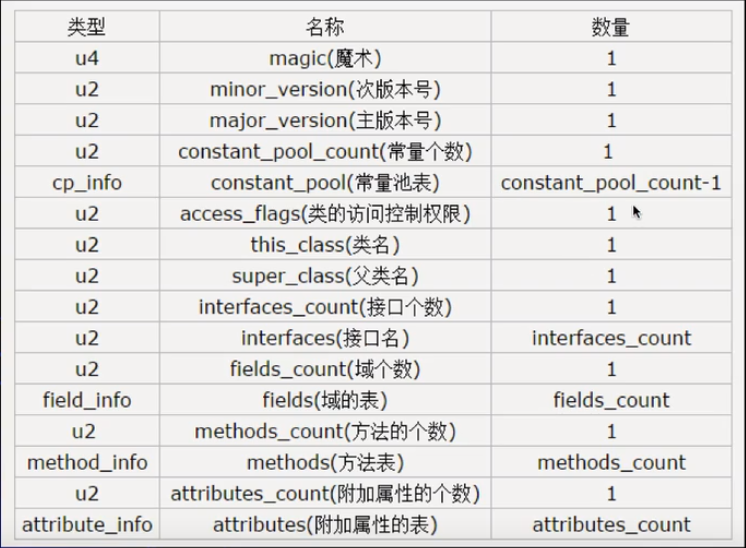 类型 名称 数量
u4 magic(魔术) 1
u2 minor_version(次版本号) 1
u2 major_version(主版本号) 1
u2 constant_pool_count(常量个数) 1
cp_info constant_pool(常量池表) constant_pool_count-1
u2 access_flags(类的访问控制权限) 1
u2 this_class(类名) 1
u2 super_class(父类名) 1
u2 interfaces_count(接口个数) 1
u2 interfaces(接口名) interfaces_count
u2 fields_count(域个数) 1
field_info fields(域的表) fields_count
u2 methods_count(方法的个数) 1
method_info methods(方法表) methods_count
u2 attributes_count(附加属性的个数) 1
attribute_info attributes(附加属性的表) attributes_count